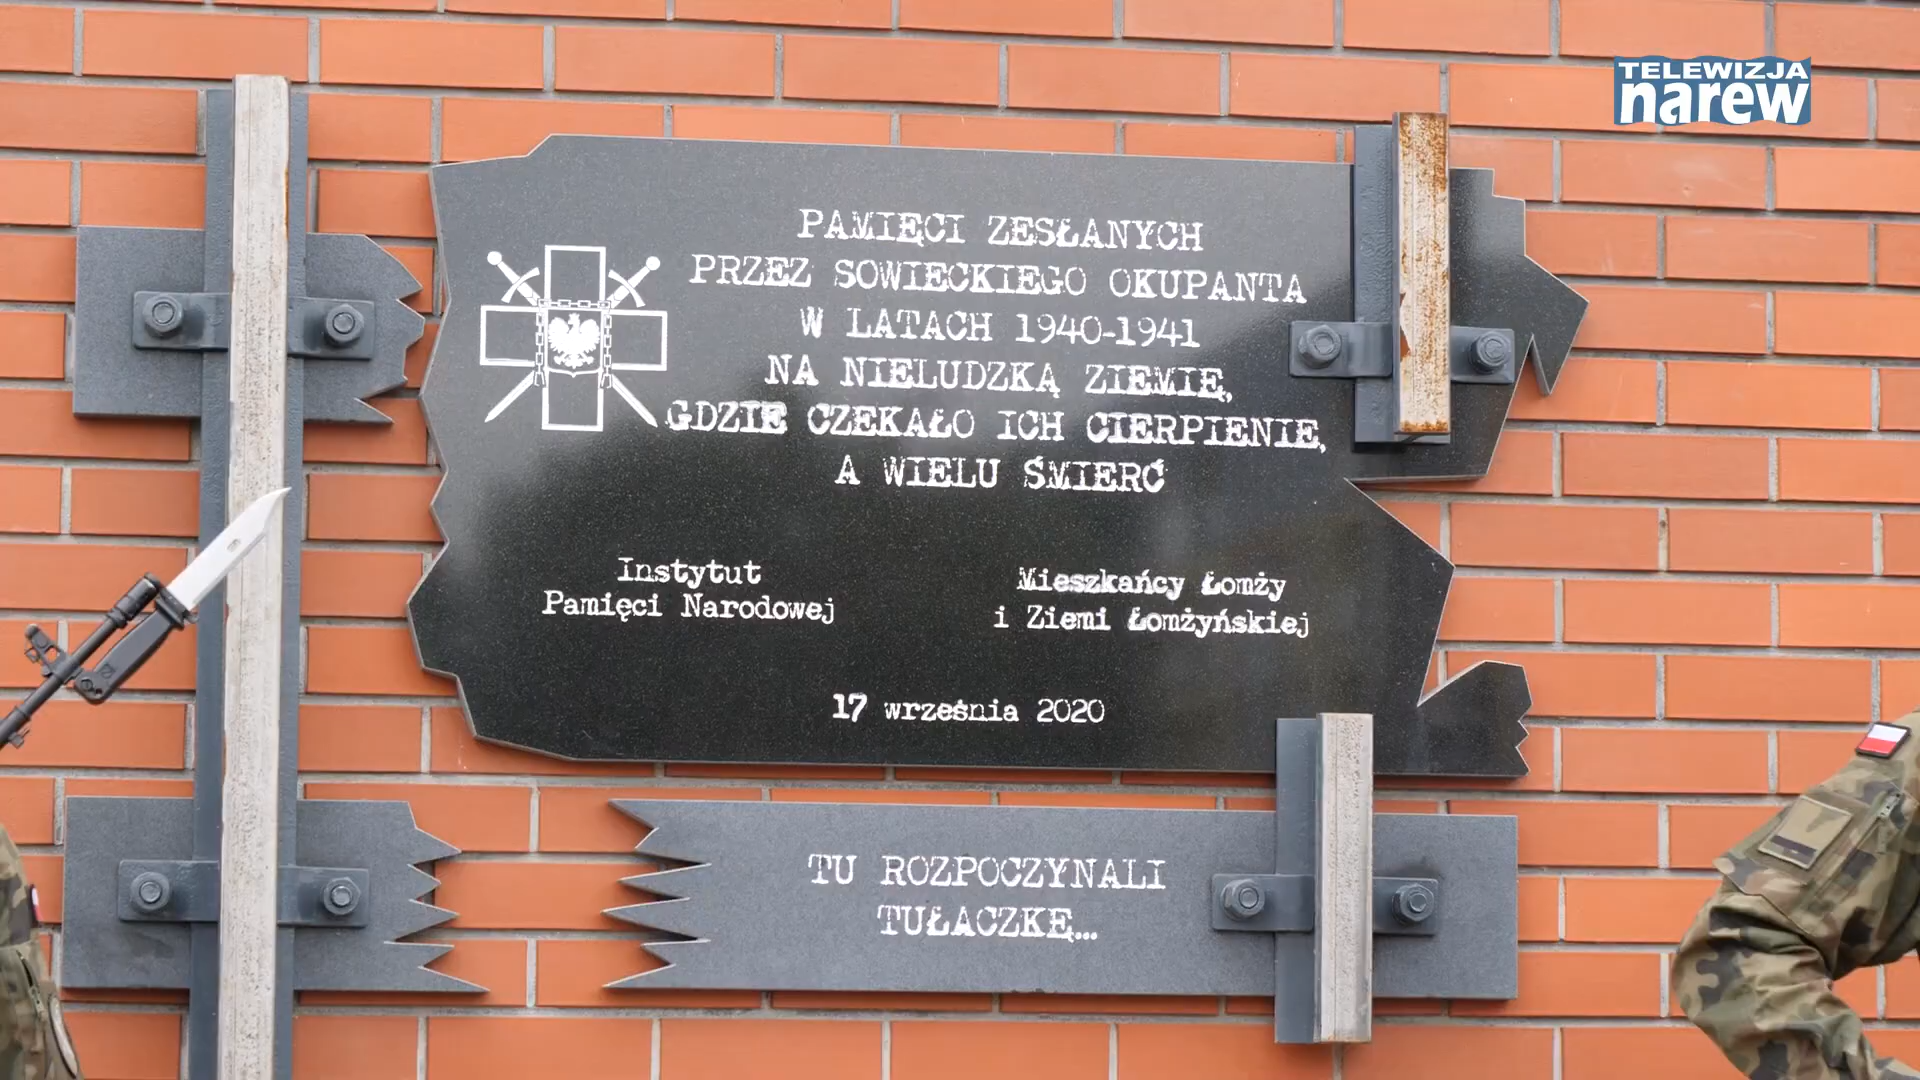 TELEWIZJA
narew
PAMIĘCI ZESŁANYCH
PRZEZ SOWIECKIEGO OKUPANTA
W LATACH 1940-1941
NA NIELUDZKĄ ZIEMIĘ,
GDZIE CZEKAŁO ICH CIERPIENIE,
A WIELU ŚMIERĆ
Instytut
Pamięci Narodowej
Mieszkańcy Łomży
i Ziemi Łomżyńskiej
17 września 2020
TU ROZPOCZYNALI
TUŁACZKĘ...